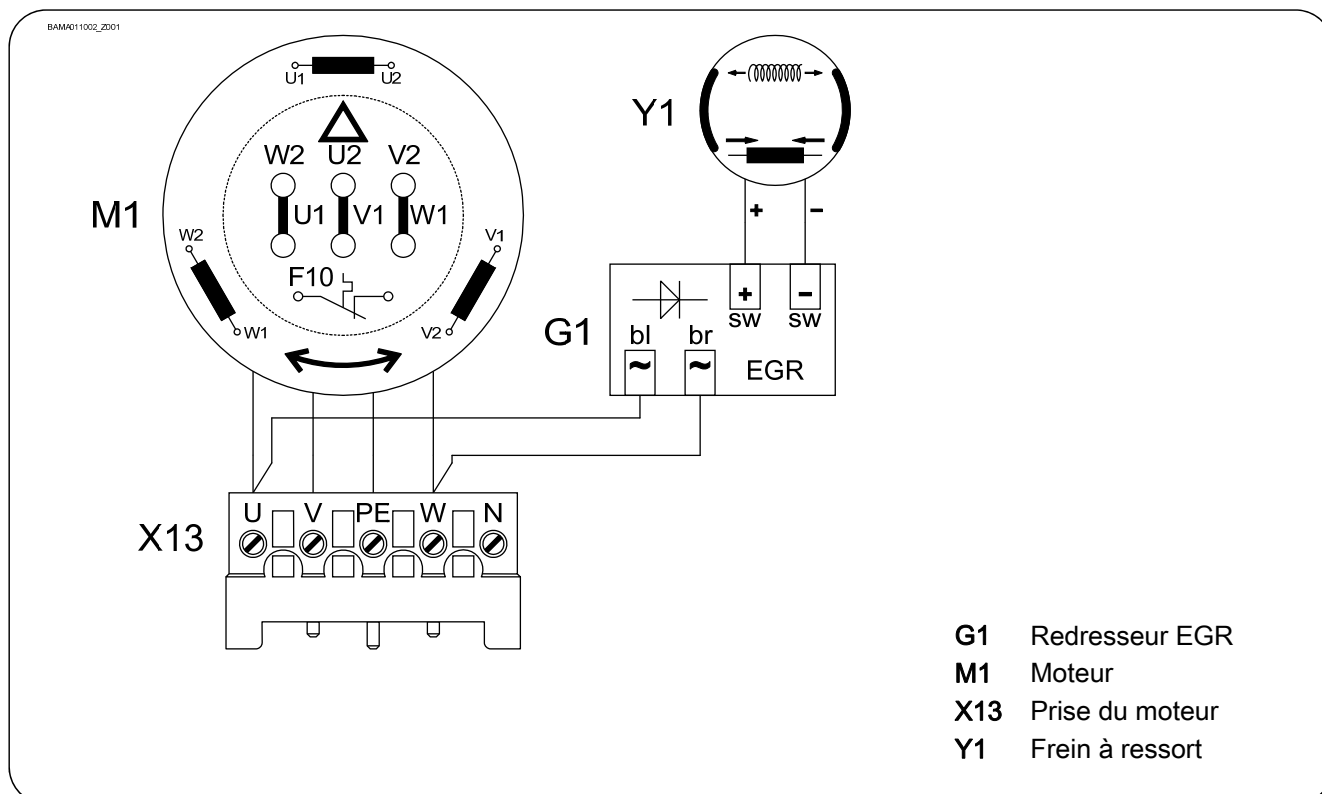 BAMA011002_Z001
U1 U2
Y1
W2 U2 V2
M1
U1 V1 W1
W2
V1
F10
+ -
+ -
sw sw
G1
bl br
W1
V2
~ ~
EGR
U V PE W N
X13
G1 Redresseur EGR
M1 Moteur
X13 Prise du moteur
Y1 Frein à ressort